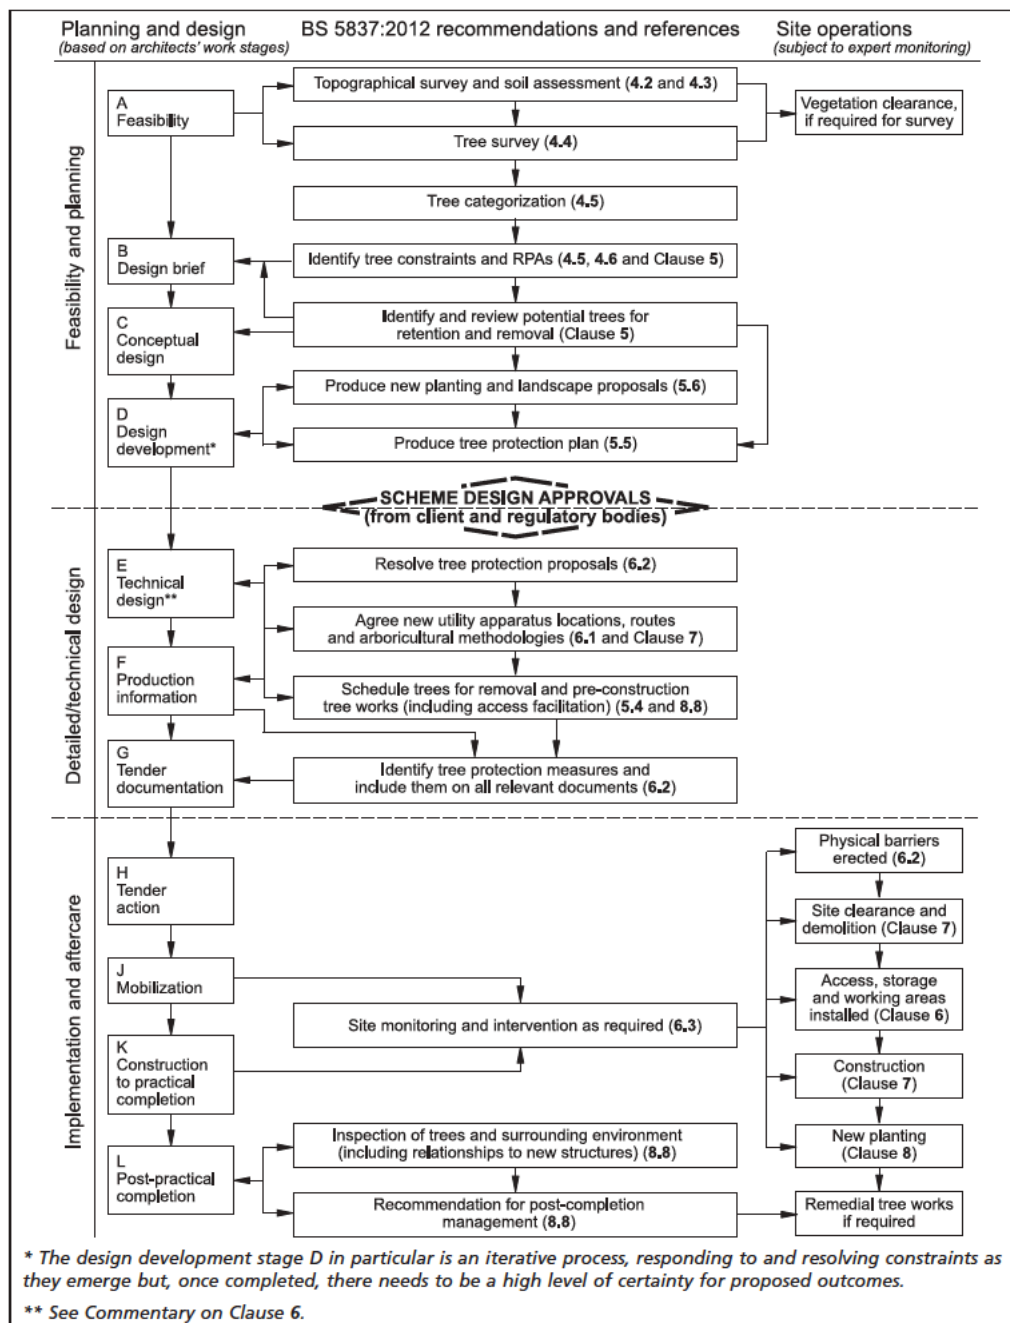 Planning and design
(based on architects' work stages)
BS 5837:2012 recommendations and references
Site operations
(subject to expert monitoring)
Feasibility and planning
A
Feasibility
Topographical survey and soil assessment (4.2 and 4.3)
Tree survey (4.4)
Vegetation clearance,
if required for survey
Tree categorization (4.5)
B
Design brief
Identify tree constraints and RPAs (4.5, 4.6 and Clause 5)
C
Conceptual
design
Identify and review potential trees for
retention and removal (Clause 5)
Produce new planting and landscape proposals (5.6)
D
Design
development*
Produce tree protection plan (5.5)
SCHEME DESIGN APPROVALS
(from client and regulatory bodies)
Detailed/technical design
E
Technical
design**
Resolve tree protection proposals (6.2)
Agree new utility apparatus locations, routes
and arboricultural methodologies (6.1 and Clause 7)
F
Production
information
Schedule trees for removal and pre-construction
tree works (including access facilitation) (5.4 and 8.8)
G
Tender
documentation
Identify tree protection measures and
include them on all relevant documents (6.2)
Implementation and aftercare
H
Tender
action
Physical barriers
erected (6.2)
Site clearance and
demolition (Clause 7)
J
Mobilization
Access, storage
and working areas
installed (Clause 6)
Site monitoring and intervention as required (6.3)
K
Construction
to practical
completion
Construction
(Clause 7)
New planting
(Clause 8)
L
Post-practical
completion
Inspection of trees and surrounding environment
(including relationships to new structures) (8.8)
Recommendation for post-completion
management (8.8)
Remedial tree works
if required
* The design development stage D in particular is an iterative process, responding to and resolving constraints as
they emerge but, once completed, there needs to be a high level of certainty for proposed outcomes.
** See Commentary on Clause 6.